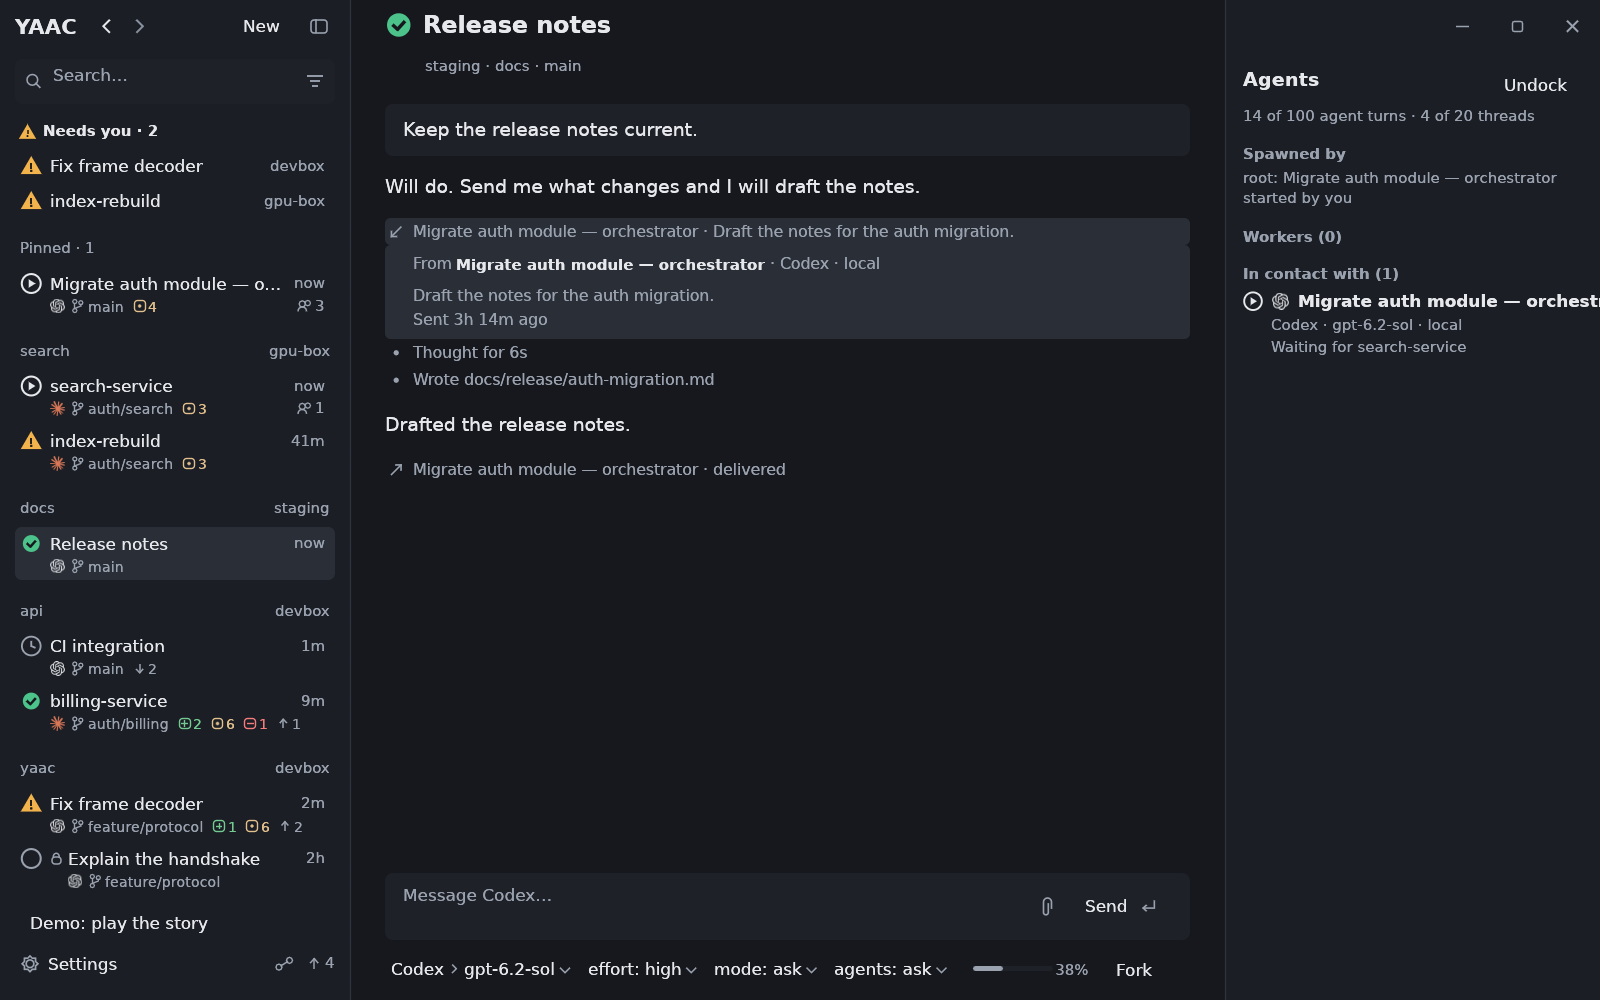 YAAC
New
Search…
Needs you · 2
Fix frame decoder devbox
index-rebuild gpu-box
Pinned · 1
Migrate auth module — o… now
main 4 3
search gpu-box
search-service now
auth/search 3 1
index-rebuild 41m
auth/search 3
docs staging
Release notes now
main
api devbox
CI integration 1m
main 2
billing-service 9m
auth/billing 2 6 1 1
yaac devbox
Fix frame decoder 2m
feature/protocol 1 6 2
Explain the handshake 2h
feature/protocol
Demo: play the story
Settings 4
Release notes
staging · docs · main
Keep the release notes current.
Will do. Send me what changes and I will draft the notes.
Migrate auth module — orchestrator · Draft the notes for the auth migration.
From Migrate auth module — orchestrator · Codex · local
Draft the notes for the auth migration.
Sent 3h 14m ago
• Thought for 6s
• Wrote docs/release/auth-migration.md
Drafted the release notes.
Migrate auth module — orchestrator · delivered
Message Codex…
Send
Codex gpt-6.2-sol effort: high mode: ask agents: ask 38% Fork
Agents
Undock
14 of 100 agent turns · 4 of 20 threads
Spawned by
root: Migrate auth module — orchestrator
started by you
Workers (0)
In contact with (1)
Migrate auth module — orchest
Codex · gpt-6.2-sol · local
Waiting for search-service